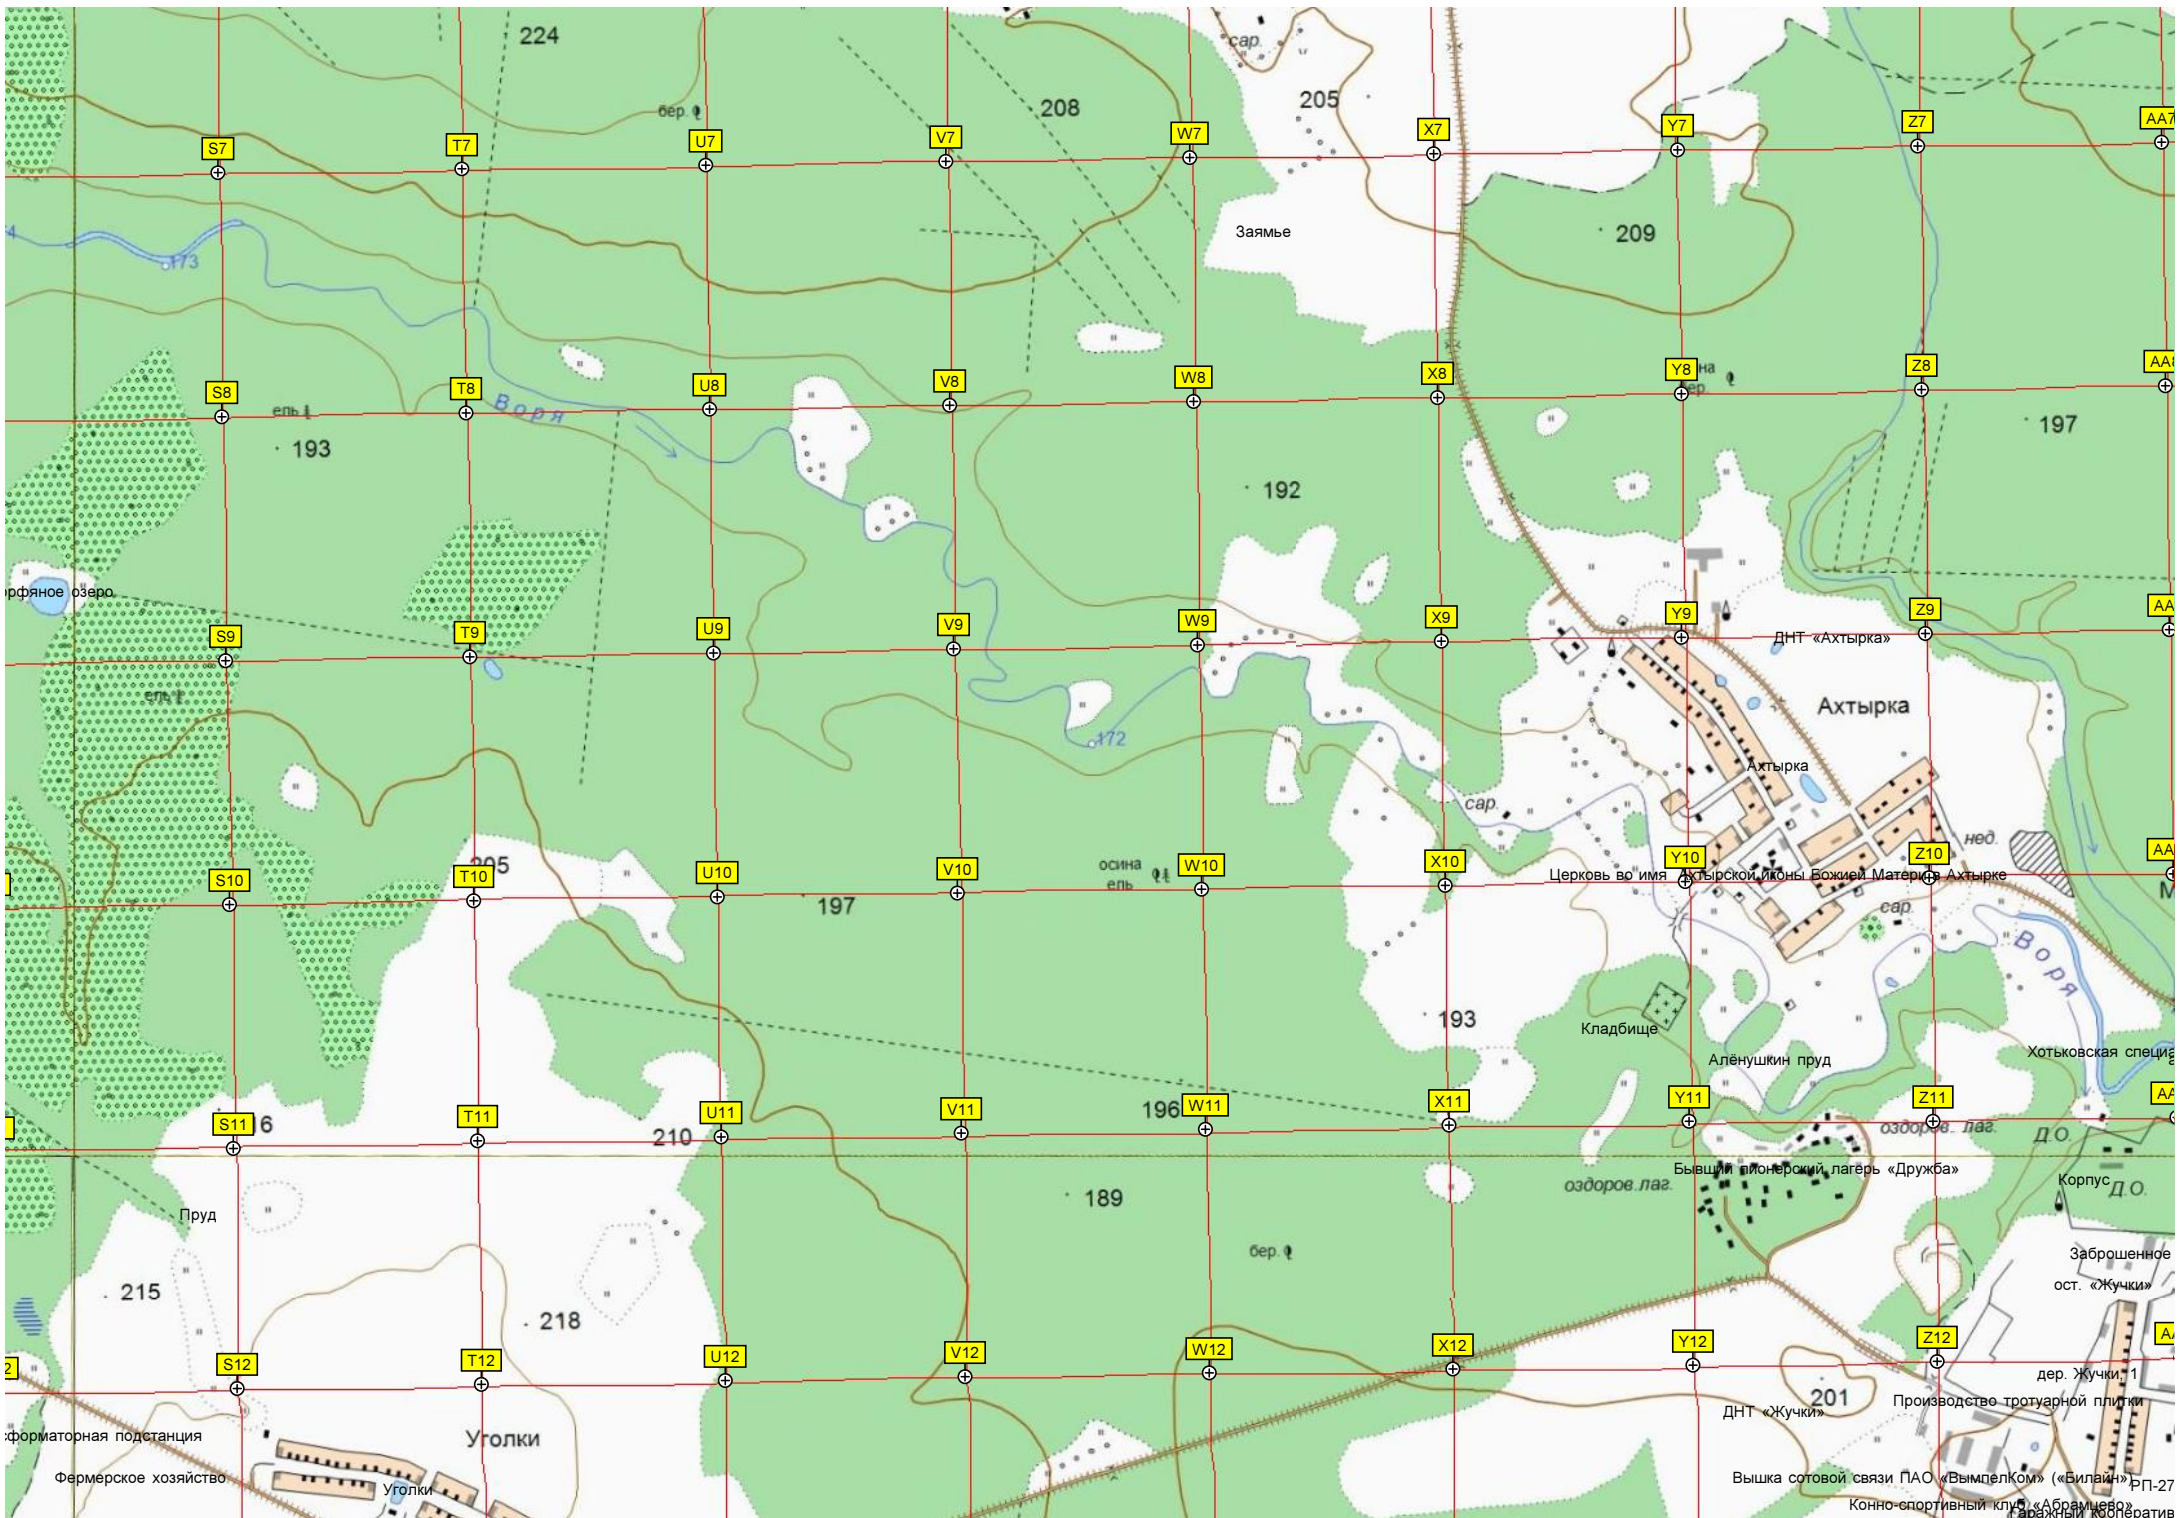 224
сар.
205
208
бер.
S7
T7
U7
V7
W7
X7
Y7
Z7
AA7
Заямье
209
173
S8
T8
U8
V8
W8
X8
Y8
Z8
Воря
193
197
192
ель
орфяное озеро
S9
T9
U9
V9
W9
X9
Y9
Z9
ДНТ «Ахтырка»
ель
Ахтырка
172
Ахтырка
сар.
нед.
205
осина
ель
S10
T10
U10
V10
W10
X10
Y10
Z10
Церковь во имя Ахтырской иконы Божией Матери в Ахтырке
197
сар.
Воря
193
Кладбище
Алёнушкин пруд
Хотьковская специа
S11
T11
U11
V11
W11
X11
Y11
Z11
196
210
оздоров. лаг.
Д.О.
Бывший пионерский лагерь «Дружба»
оздоров.лаг.
Корпус
Д.О.
189
Пруд
бер.
Заброшенное
ост. «Жучки»
215
218
S12
T12
U12
V12
W12
X12
Y12
Z12
дер. Жучки, 1
201
Производство тротуарной плитки
ДНТ «Жучки»
сформаторная подстанция
Уголки
Фермерское хозяйство
Уголки
Вышка сотовой связи ПАО «ВымпелКом» («Билайн»)
РП-27
Конно-спортивный клуб «Абрамцево»
Гаражный кооператив